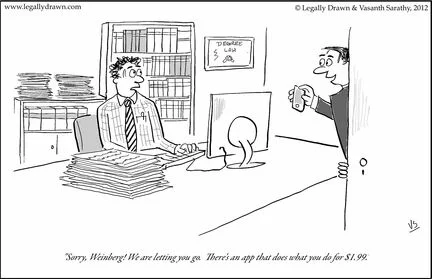 www.legallydrawn.com
© Legally Drawn & Vasanth Sarathy, 2012
DEGREE
LAW
VS
"Sorry, Weinberg! We are letting you go. There's an app that does what you do for $1.99.